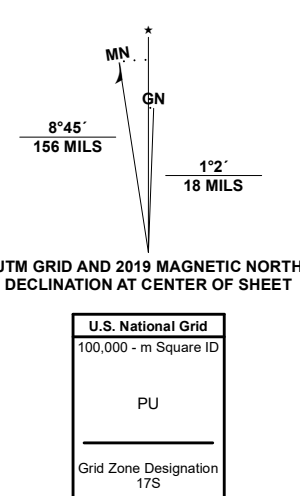 ★
MN
GN
8°45´
156 MILS
1°2´
18 MILS
UTM GRID AND 2019 MAGNETIC NORTH
DECLINATION AT CENTER OF SHEET
U.S. National Grid
100,000 - m Square ID
PU
Grid Zone Designation
17S